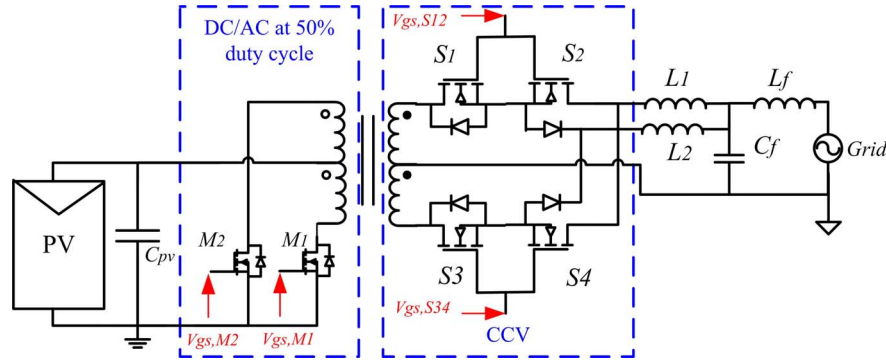 DC/AC at 50%
duty cycle
Vgs,S12
S1
S2
L1
Lf
L2
Cf
Grid
PV
Cpv
M2
M1
S3
S4
Vgs,M2
Vgs,M1
Vgs,S34
CCV